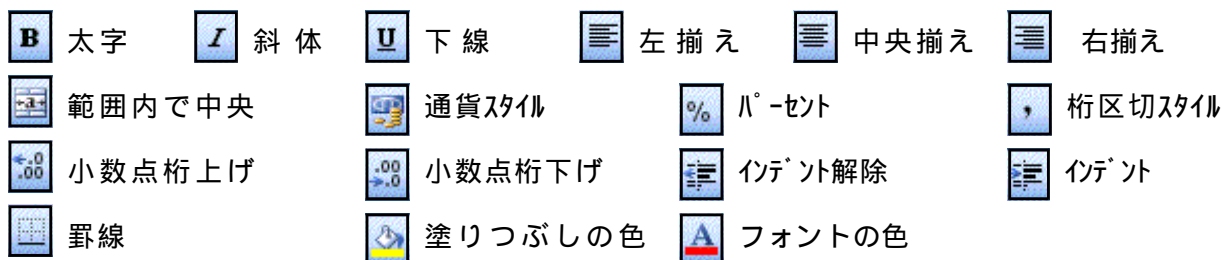 B 太字 I 斜体 U 下線 左揃え 中央揃え 右揃え
a 範囲内で中央 通貨ｽﾀｲﾙ % ﾊﾟｰｾﾝﾄ , 桁区切ｽﾀｲﾙ
.0 .00 小数点桁上げ .00 .0 小数点桁下げ ｲﾝﾃﾞﾝﾄ解除 ｲﾝﾃﾞﾝﾄ
罫線 塗りつぶしの色 A フォントの色